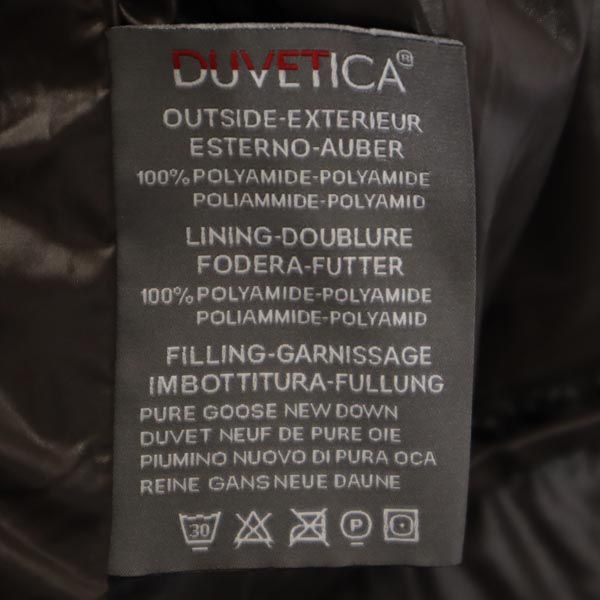 DUVETICA®
OUTSIDE-EXTERIEUR
ESTERNO-AUBER
100% POLYAMIDE-POLYAMIDE
POLIAMMIDE-POLYAMID
LINING-DOUBLURE
FODERA-FUTTER
100% POLYAMIDE-POLYAMIDE
POLIAMMIDE-POLYAMID
FILLING-GARNISSAGE
IMBOTTITURA-FULLUNG
PURE GOOSE NEW DOWN
DUVET NEUF DE PURE OIE
PIUMINO NUOVO DI PURA OCA
REINE GANS NEUE DAUNE
30 P